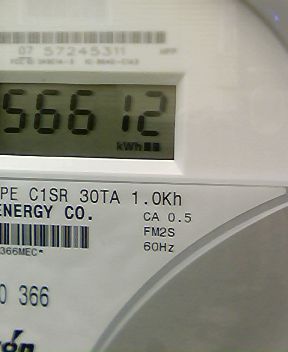 07 57245311
56612
kWh
PE C1SR 30TA 1.0Kh
ENERGY CO.
CA 0.5
FM2S
366MEC*
60Hz
0 366